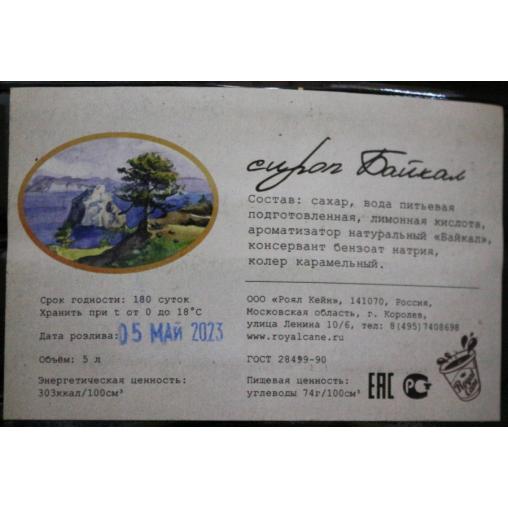 сироп Байкал
Состав: сахар, вода питьевая
подготовленная, лимонная кислота,
ароматизатор натуральный «Байкал»,
консервант бензоат натрия,
колер карамельный.
Срок годности: 180 суток
Хранить при t от 0 до 18°C
Дата розлива: 05 МАЙ 2023
Объём: 5 л
Энергетическая ценность:
303ккал/100см³
ООО «Роял Кейн», 141070, Россия,
Московская область, г. Королев,
улица Ленина 10/6, тел: 8(495)7408698
www.royalcane.ru
ГОСТ 28499-90
Пищевая ценность:
углеводы 74г/100см³
EAC
Royal
Cane